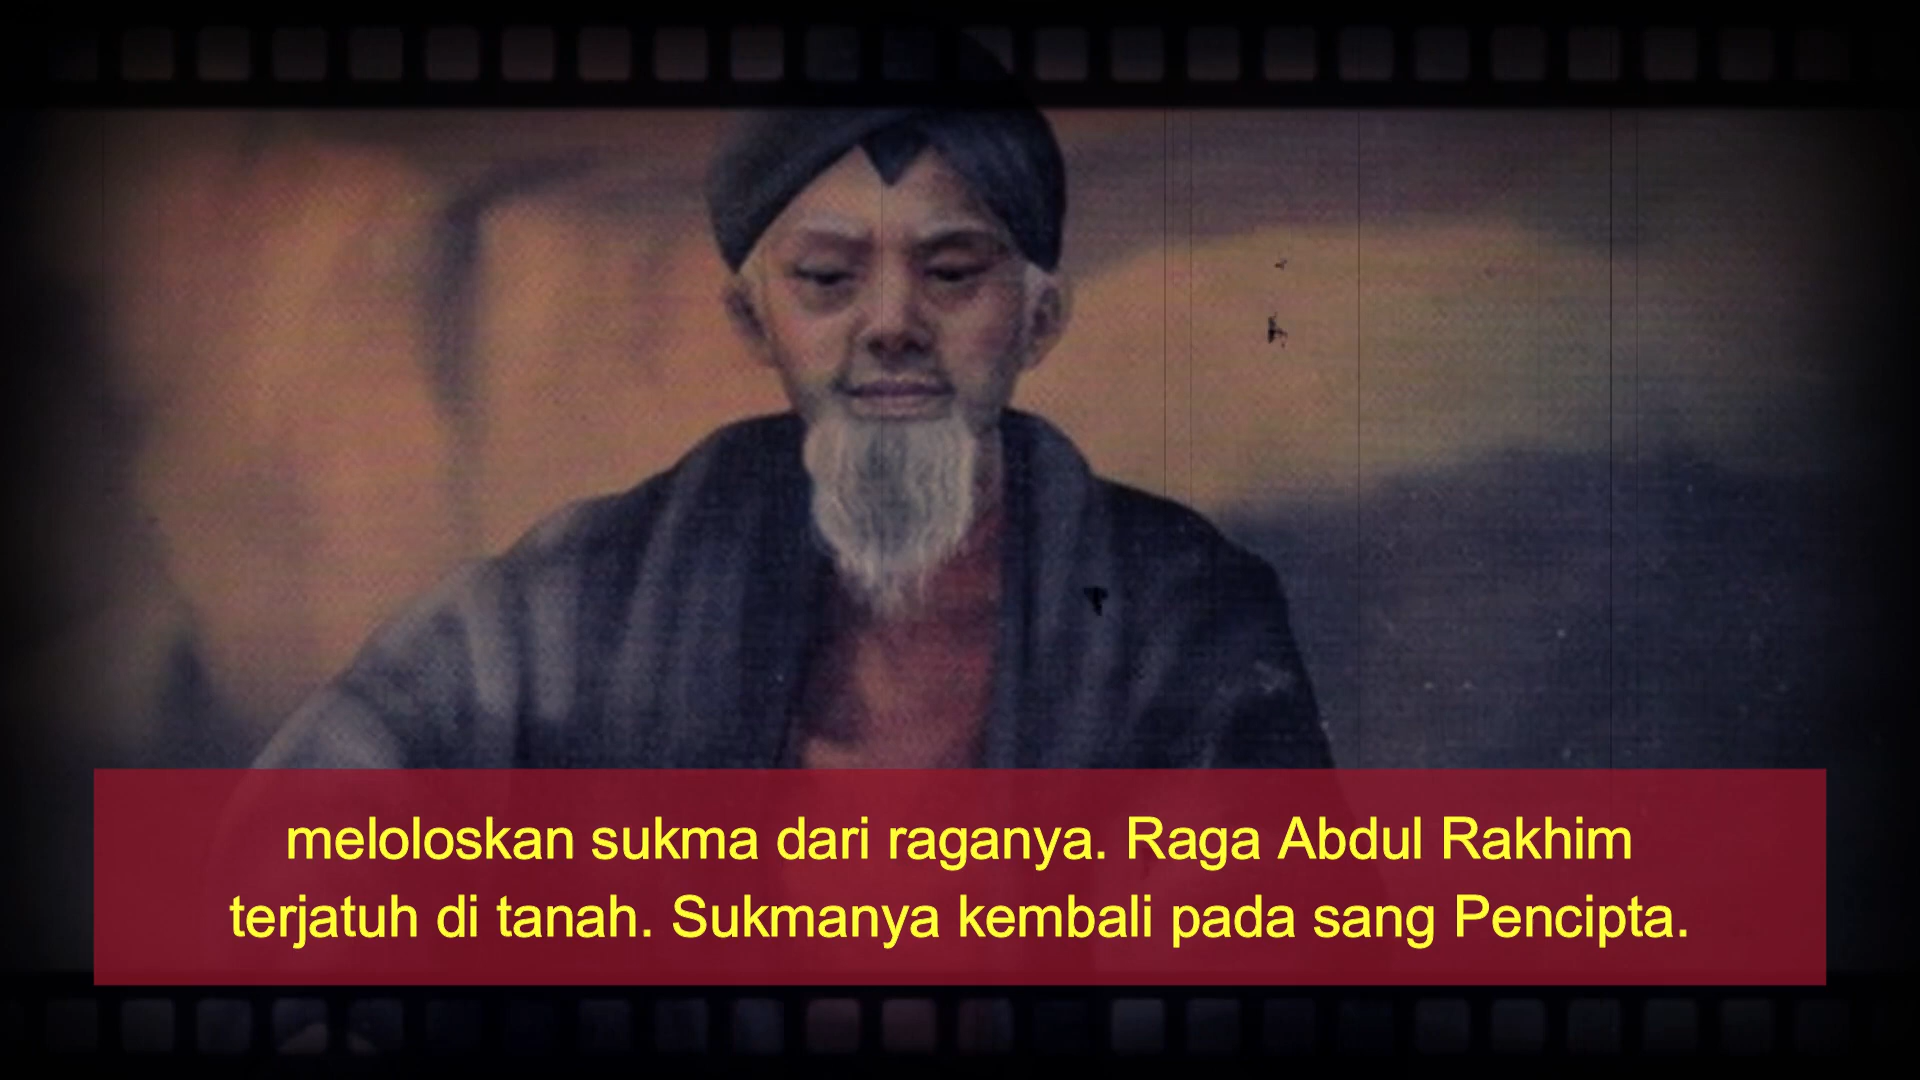 meloloskan sukma dari raganya. Raga Abdul Rakhim
terjatuh di tanah. Sukmanya kembali pada sang Pencipta.